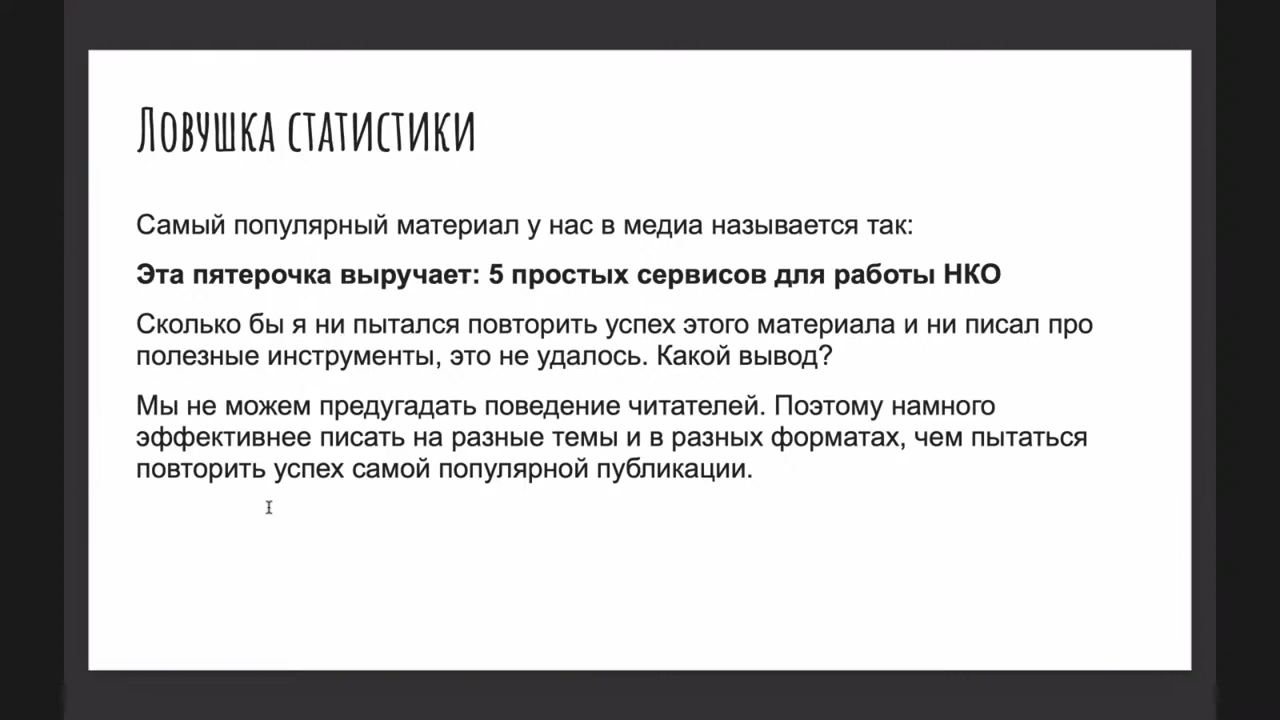 Ловушка статистики
Самый популярный материал у нас в медиа называется так:
Эта пятерочка выручает: 5 простых сервисов для работы НКО
Сколько бы я ни пытался повторить успех этого материала и ни писал про
полезные инструменты, это не удалось. Какой вывод?
Мы не можем предугадать поведение читателей. Поэтому намного
эффективнее писать на разные темы и в разных форматах, чем пытаться
повторить успех самой популярной публикации.